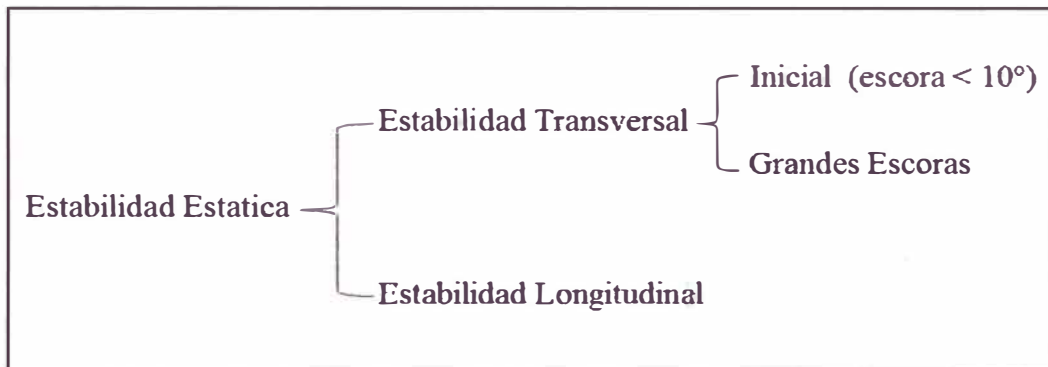 Inicial (escora < 10°)
Estabilidad Transversal
Grandes Escoras
Estabilidad Estatica
Estabilidad Longitudinal